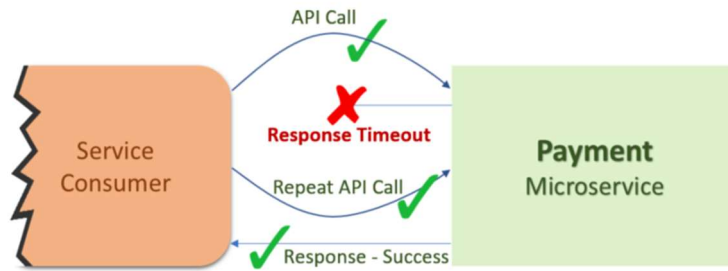 API Call
Response Timeout
Service
Consumer
Payment
Microservice
Repeat API Call
Response - Success